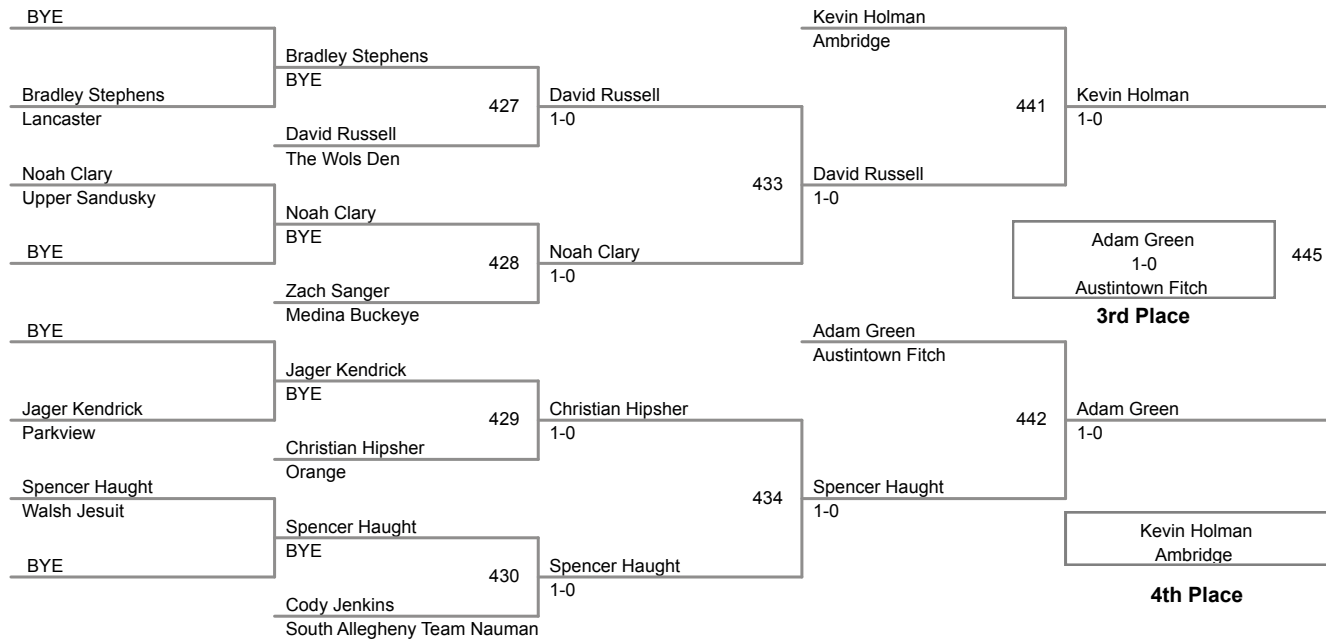 BYE
Bradley Stephens
Lancaster
Noah Clary
Upper Sandusky
BYE
BYE
Jager Kendrick
Parkview
Spencer Haught
Walsh Jesuit
BYE
Bradley Stephens
BYE
427
David Russell
The Wols Den
Noah Clary
BYE
428
Zach Sanger
Medina Buckeye
Jager Kendrick
BYE
429
Christian Hipsher
Orange
Spencer Haught
BYE
430
Cody Jenkins
South Allegheny Team Nauman
David Russell
1-0
433
Noah Clary
1-0
Christian Hipsher
1-0
434
Spencer Haught
1-0
Kevin Holman
Ambridge
441
David Russell
1-0
Adam Green
Austintown Fitch
442
Spencer Haught
1-0
Kevin Holman
1-0
Adam Green
1-0
Austintown Fitch
445
3rd Place
Adam Green
1-0
Kevin Holman
Ambridge
4th Place